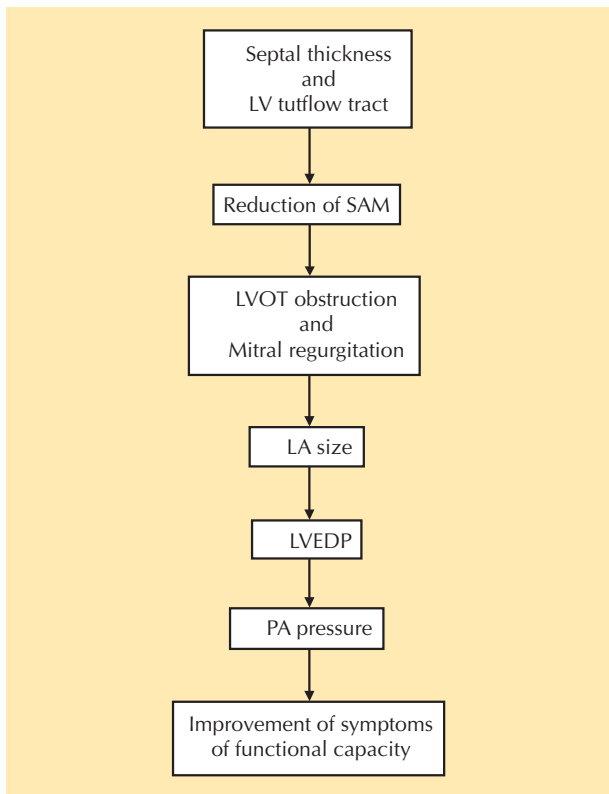 Septal thickness
and
LV tutflow tract
Reduction of SAM
LVOT obstruction
and
Mitral regurgitation
LA size
LVEDP
PA pressure
Improvement of symptoms
of functional capacity